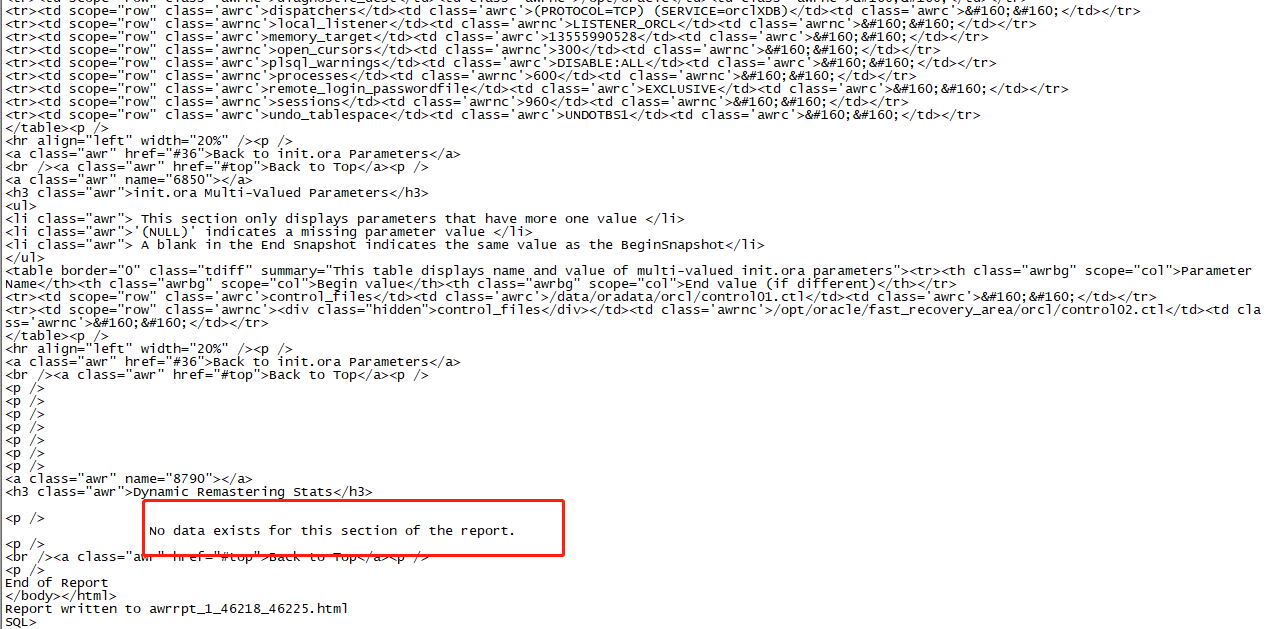 <tr><td scope="row" class='awrc'>dispatchers</td><td class='awrc'>(PROTOCOL=TCP) (SERVICE=orclXDB)</td><td class='awrc'>&#160;&#160;</td></tr>
<tr><td scope="row" class='awrnc'>local_listener</td><td class='awrnc'>LISTENER_ORCL</td><td class='awrnc'>&#160;&#160;</td></tr>
<tr><td scope="row" class='awrc'>memory_target</td><td class='awrc'>13555990528</td><td class='awrc'>&#160;&#160;</td></tr>
<tr><td scope="row" class='awrnc'>open_cursors</td><td class='awrnc'>300</td><td class='awrnc'>&#160;&#160;</td></tr>
<tr><td scope="row" class='awrc'>plsql_warnings</td><td class='awrc'>DISABLE:ALL</td><td class='awrc'>&#160;&#160;</td></tr>
<tr><td scope="row" class='awrnc'>processes</td><td class='awrnc'>600</td><td class='awrnc'>&#160;&#160;</td></tr>
<tr><td scope="row" class='awrc'>remote_login_passwordfile</td><td class='awrc'>EXCLUSIVE</td><td class='awrc'>&#160;&#160;</td></tr>
<tr><td scope="row" class='awrnc'>sessions</td><td class='awrnc'>960</td><td class='awrnc'>&#160;&#160;</td></tr>
<tr><td scope="row" class='awrc'>undo_tablespace</td><td class='awrc'>UNDOTBS1</td><td class='awrc'>&#160;&#160;</td></tr>
</table><p />
<hr align="left" width="20%" /><p />
<a class="awr" href="#36">Back to init.ora Parameters</a>
<br /><a class="awr" href="#top">Back to Top</a><p />
<a class="awr" name="6850"></a>
<h3 class="awr">init.ora Multi-Valued Parameters</h3>
<ul>
<li class="awr"> This section only displays parameters that have more one value </li>
<li class="awr">'(NULL)' indicates a missing parameter value </li>
<li class="awr"> A blank in the End Snapshot indicates the same value as the BeginSnapshot</li>
</ul>
<table border="0" class="tdiff" summary="This table displays name and value of multi-valued init.ora parameters"><tr><th class="awrbg" scope="col">Parameter
Name</th><th class="awrbg" scope="col">Begin value</th><th class="awrbg" scope="col">End value (if different)</th></tr>
<tr><td scope="row" class='awrc'>control_files</td><td class='awrc'>/data/oradata/orcl/control01.ctl</td><td class='awrc'>&#160;&#160;</td></tr>
<tr><td scope="row" class='awrnc'><div class="hidden">control_files</div></td><td class='awrnc'>/opt/oracle/fast_recovery_area/orcl/control02.ctl</td><td cla
ss='awrnc'>&#160;&#160;</td></tr>
</table><p />
<hr align="left" width="20%" /><p />
<a class="awr" href="#36">Back to init.ora Parameters</a>
<br /><a class="awr" href="#top">Back to Top</a><p />
<p />
<p />
<p />
<p />
<p />
<p />
<p />
<a class="awr" name="8790"></a>
<h3 class="awr">Dynamic Remastering Stats</h3>
<p />
No data exists for this section of the report.
<p />
<br /><a class="awr" href="#top">Back to Top</a><p />
<p />
End of Report
</body></html>
Report written to awrrpt_1_46218_46225.html
SQL>